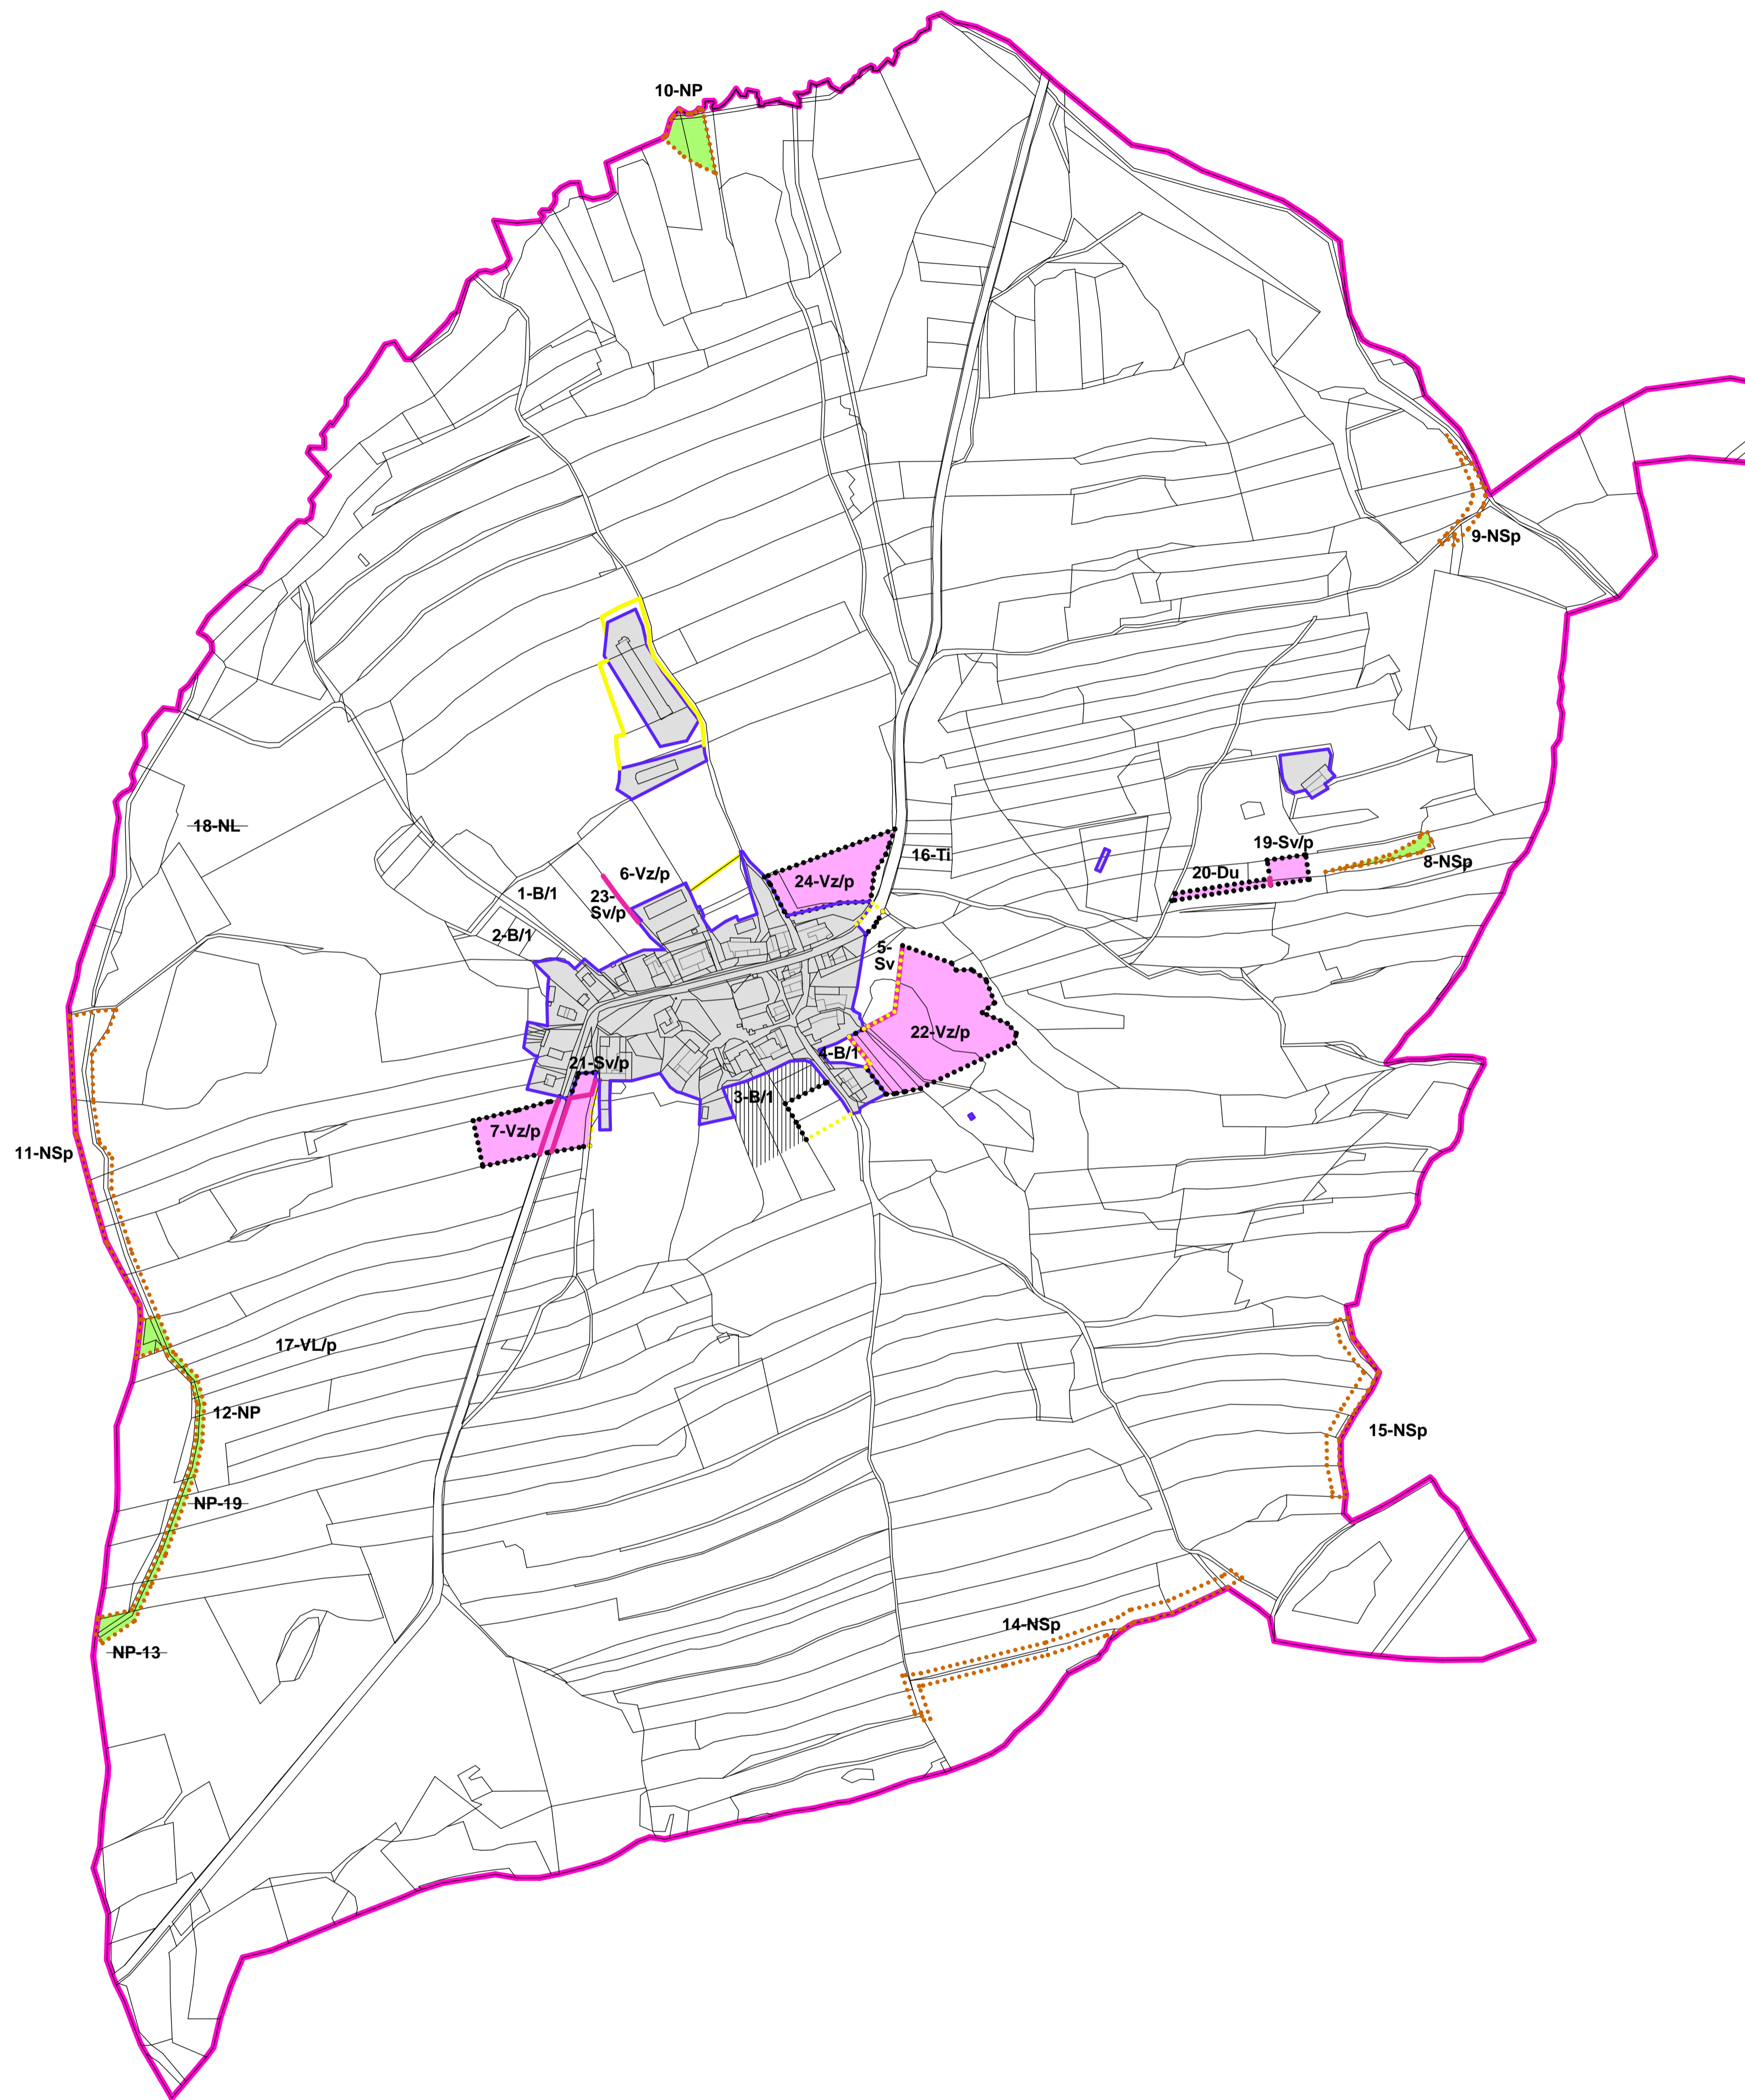 10-NP
9-NSp
18-NL
16-Ti
19-Sv/p
6-Vz/p
24-Vz/p
8-NSp
20-Du
1-B/1
23-
Sv/p
2-B/1
5-
Sv
22-Vz/p
4-B/1
21-Sv/p
3-B/1
7-Vz/p
11-NSp
17-VL/p
12-NP
15-NSp
NP-19
14-NSp
NP-13